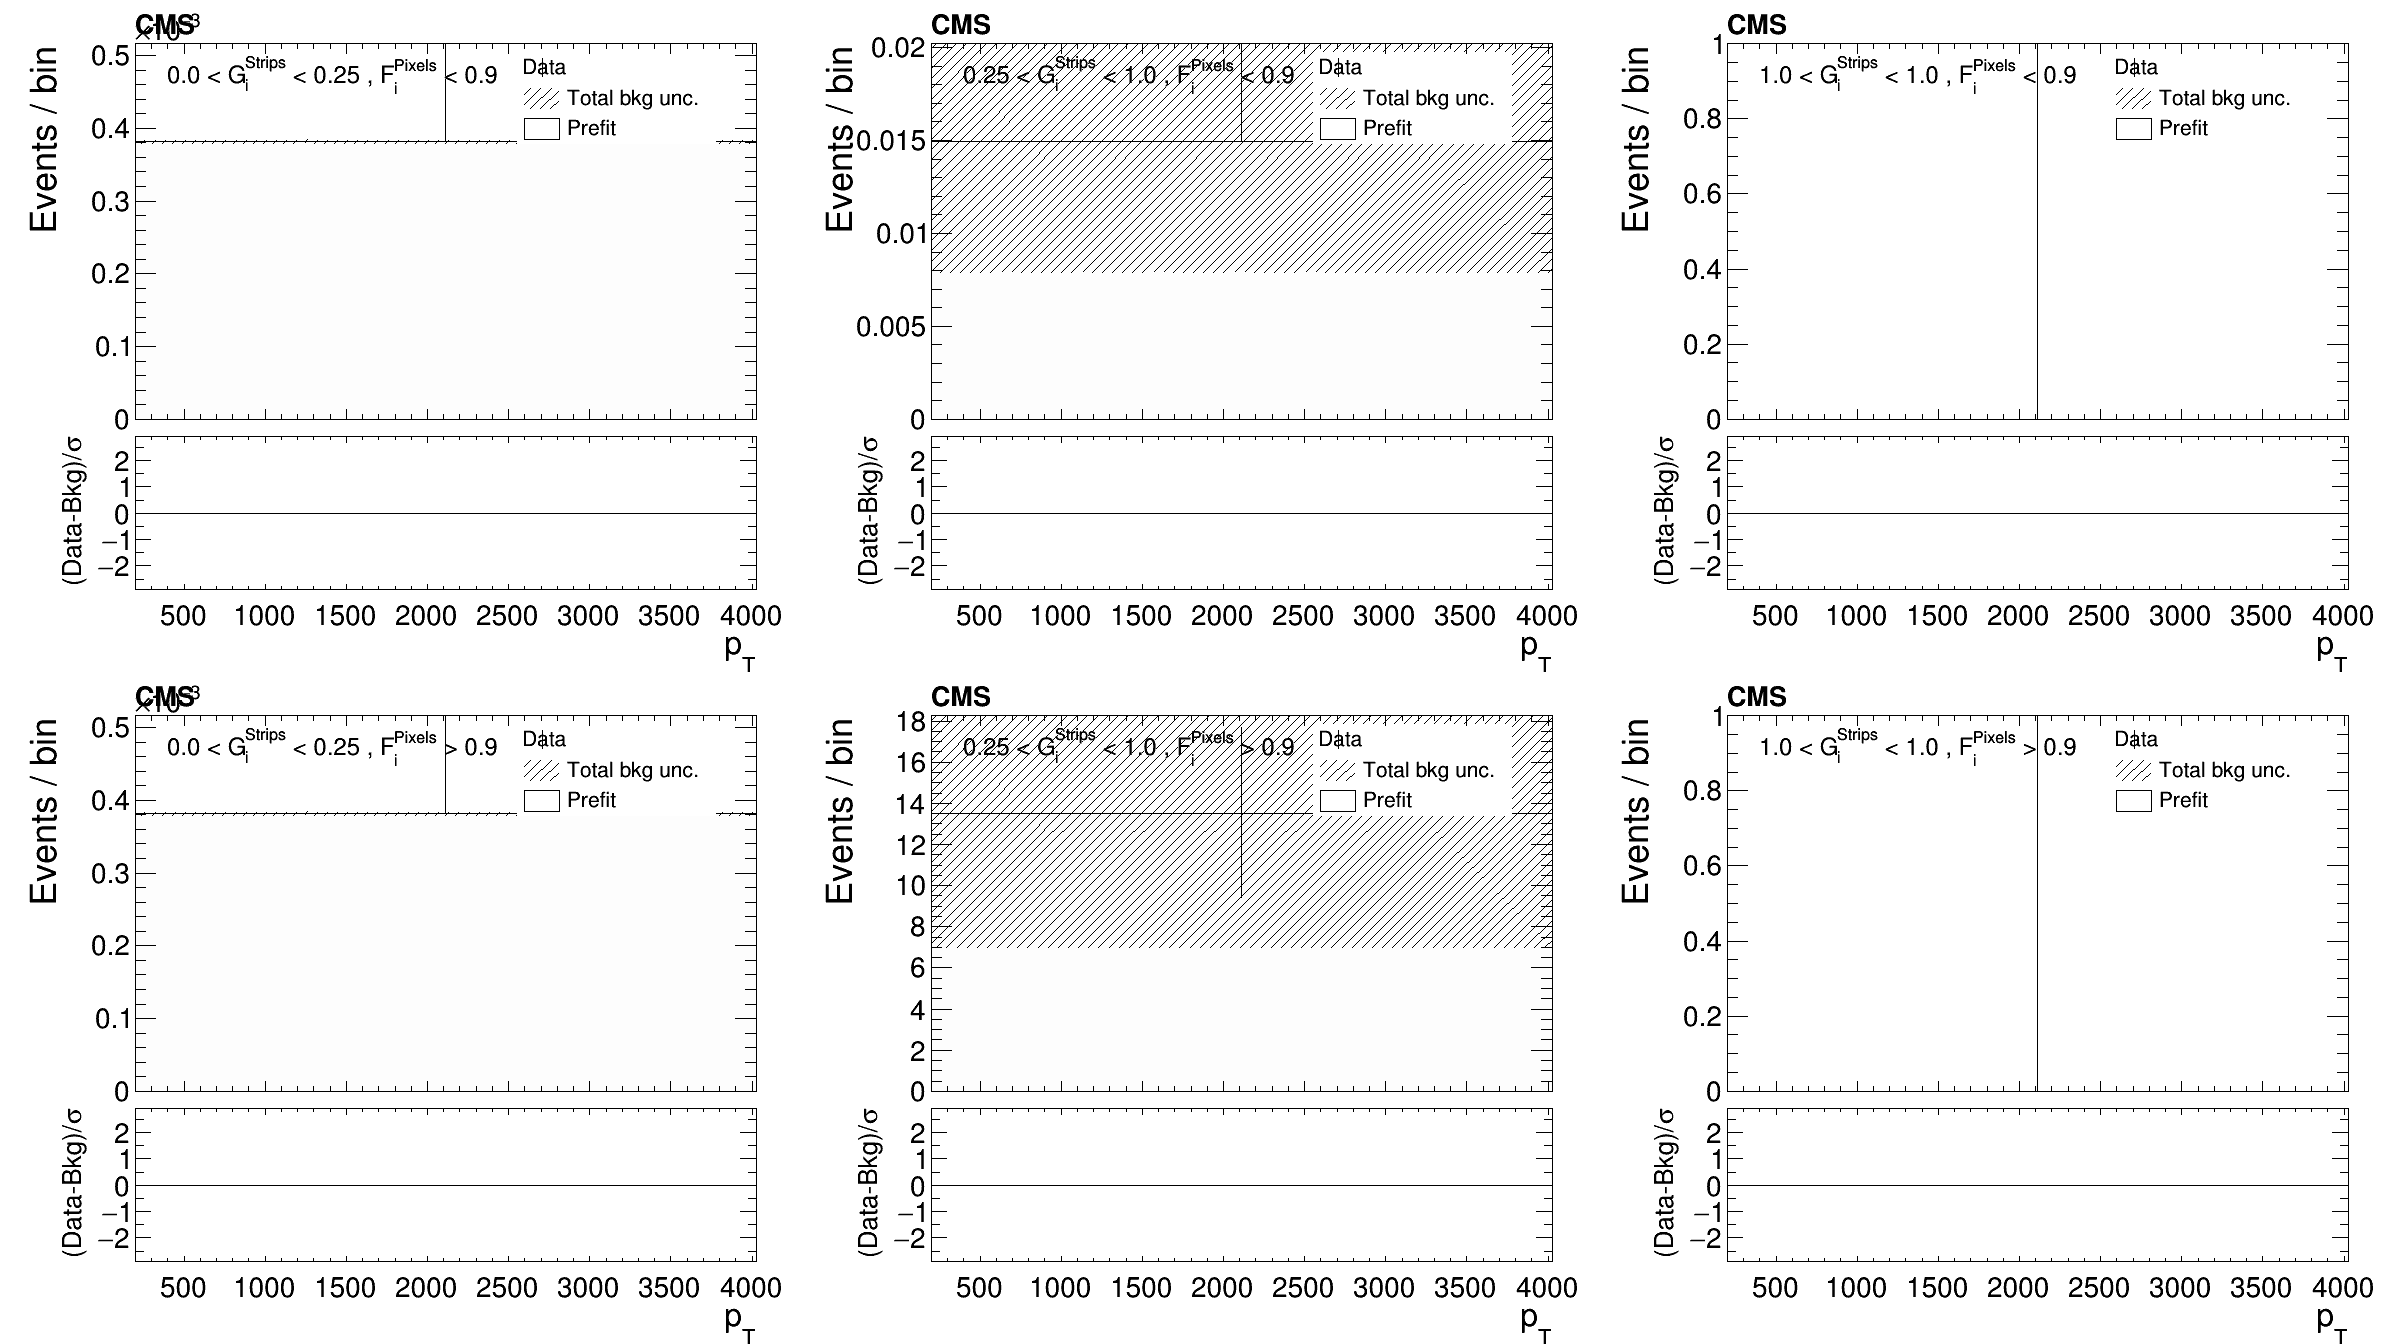 CMS
×10⁻³
Events / bin
0.5
0.4
0.3
0.2
0.1
0
0.0 < G_i^Strips < 0.25 , F_i^Pixels < 0.9
Data
Total bkg unc.
Prefit
(Data-Bkg)/σ
2
1
0
−1
−2
500 1000 1500 2000 2500 3000 3500 4000
p_T
CMS
Events / bin
0.02
0.015
0.01
0.005
0
0.25 < G_i^Strips < 1.0 , F_i^Pixels < 0.9
Data
Total bkg unc.
Prefit
(Data-Bkg)/σ
2
1
0
−1
−2
500 1000 1500 2000 2500 3000 3500 4000
p_T
CMS
Events / bin
1
0.8
0.6
0.4
0.2
0
1.0 < G_i^Strips < 1.0 , F_i^Pixels < 0.9
Data
Total bkg unc.
Prefit
(Data-Bkg)/σ
2
1
0
−1
−2
500 1000 1500 2000 2500 3000 3500 4000
p_T
CMS
×10⁻³
Events / bin
0.5
0.4
0.3
0.2
0.1
0
0.0 < G_i^Strips < 0.25 , F_i^Pixels > 0.9
Data
Total bkg unc.
Prefit
(Data-Bkg)/σ
2
1
0
−1
−2
500 1000 1500 2000 2500 3000 3500 4000
p_T
CMS
Events / bin
18
16
14
12
10
8
6
4
2
0
0.25 < G_i^Strips < 1.0 , F_i^Pixels > 0.9
Data
Total bkg unc.
Prefit
(Data-Bkg)/σ
2
1
0
−1
−2
500 1000 1500 2000 2500 3000 3500 4000
p_T
CMS
Events / bin
1
0.8
0.6
0.4
0.2
0
1.0 < G_i^Strips < 1.0 , F_i^Pixels > 0.9
Data
Total bkg unc.
Prefit
(Data-Bkg)/σ
2
1
0
−1
−2
500 1000 1500 2000 2500 3000 3500 4000
p_T